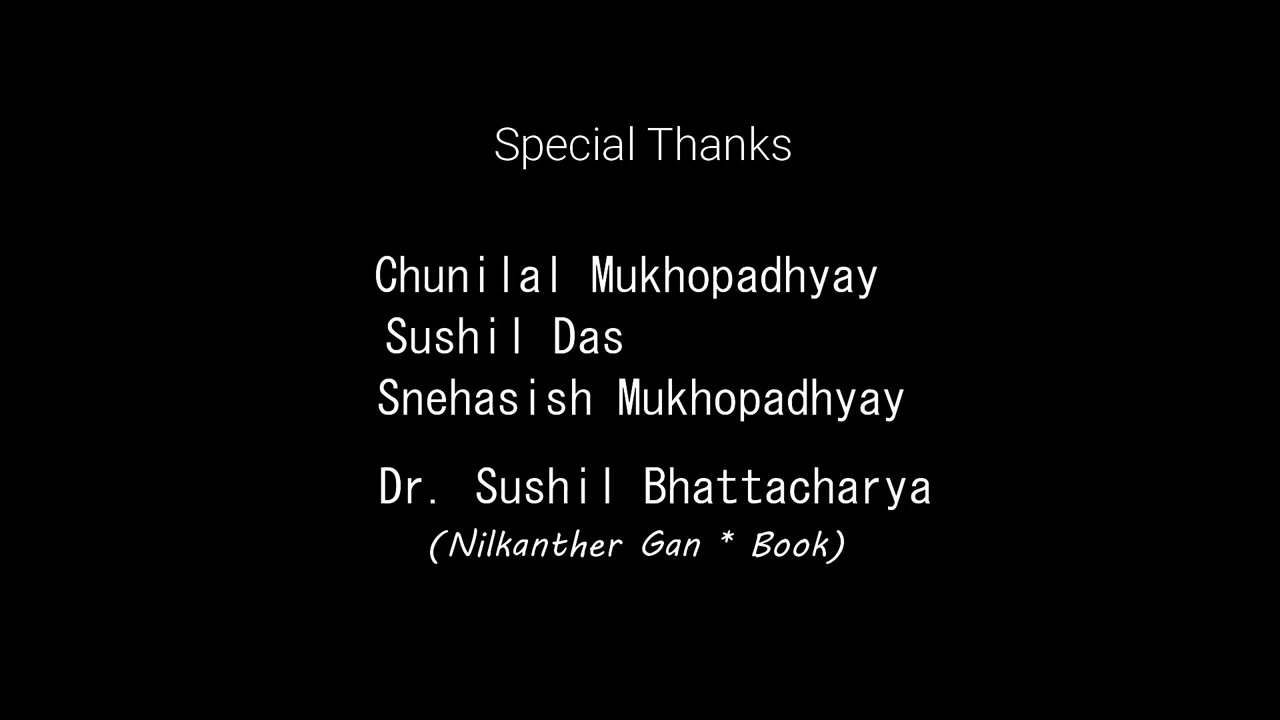 Special Thanks
Chunilal Mukhopadhyay
Sushil Das
Snehasish Mukhopadhyay
Dr. Sushil Bhattacharya
(Nilkanther Gan * Book)